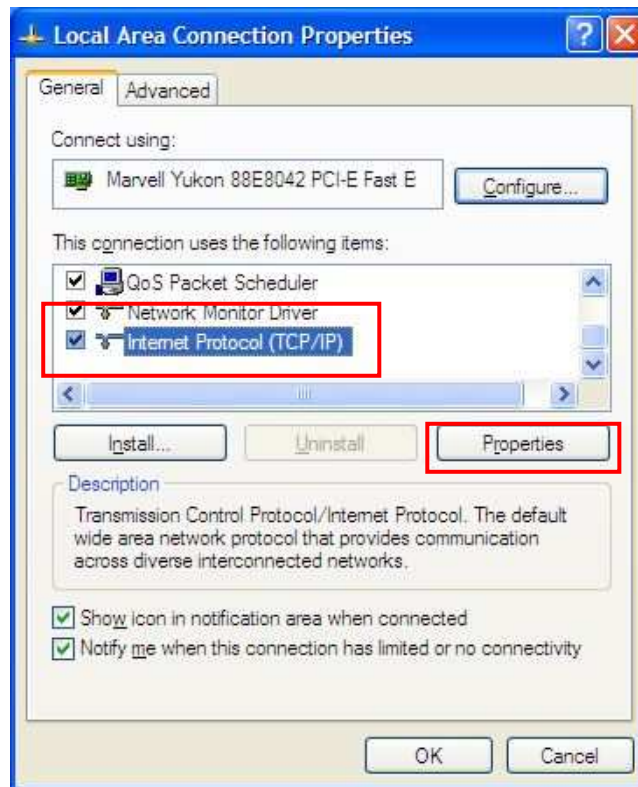 Local Area Connection Properties
General
Advanced
Connect using:
Marvell Yukon 88E8042 PCI-E Fast E
Configure...
This connection uses the following items:
QoS Packet Scheduler
Network Monitor Driver
Internet Protocol (TCP/IP)
Install...
Uninstall
Properties
Description
Transmission Control Protocol/Internet Protocol. The default
wide area network protocol that provides communication
across diverse interconnected networks.
Show icon in notification area when connected
Notify me when this connection has limited or no connectivity
OK
Cancel